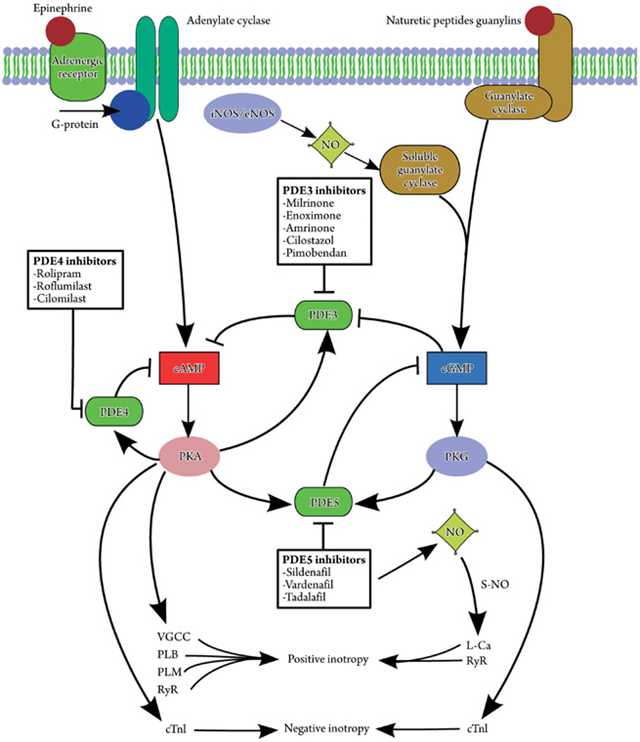 Epinephrine
Adenylate cyclase
Naturetic peptides guanylins
Adrenergic
receptor
G-protein
iNOS/eNOS
Guanylate
cyclase
NO
Soluble
guanylate
cyclase
PDE3 inhibitors
-Milrinone
-Enoximone
-Amrinone
-Cilostazol
-Pimobendan
PDE4 inhibitors
-Rolipram
-Roflumilast
-Cilomilast
PDE3
cAMP
cGMP
PDE4
PKA
PKG
PDE5
NO
PDE5 inhibitors
-Sildenafil
-Vardenafil
-Tadalafil
S-NO
VGCC
PLB
PLM
RyR
Positive inotropy
L-Ca
RyR
cTnl
Negative inotropy
cTnl